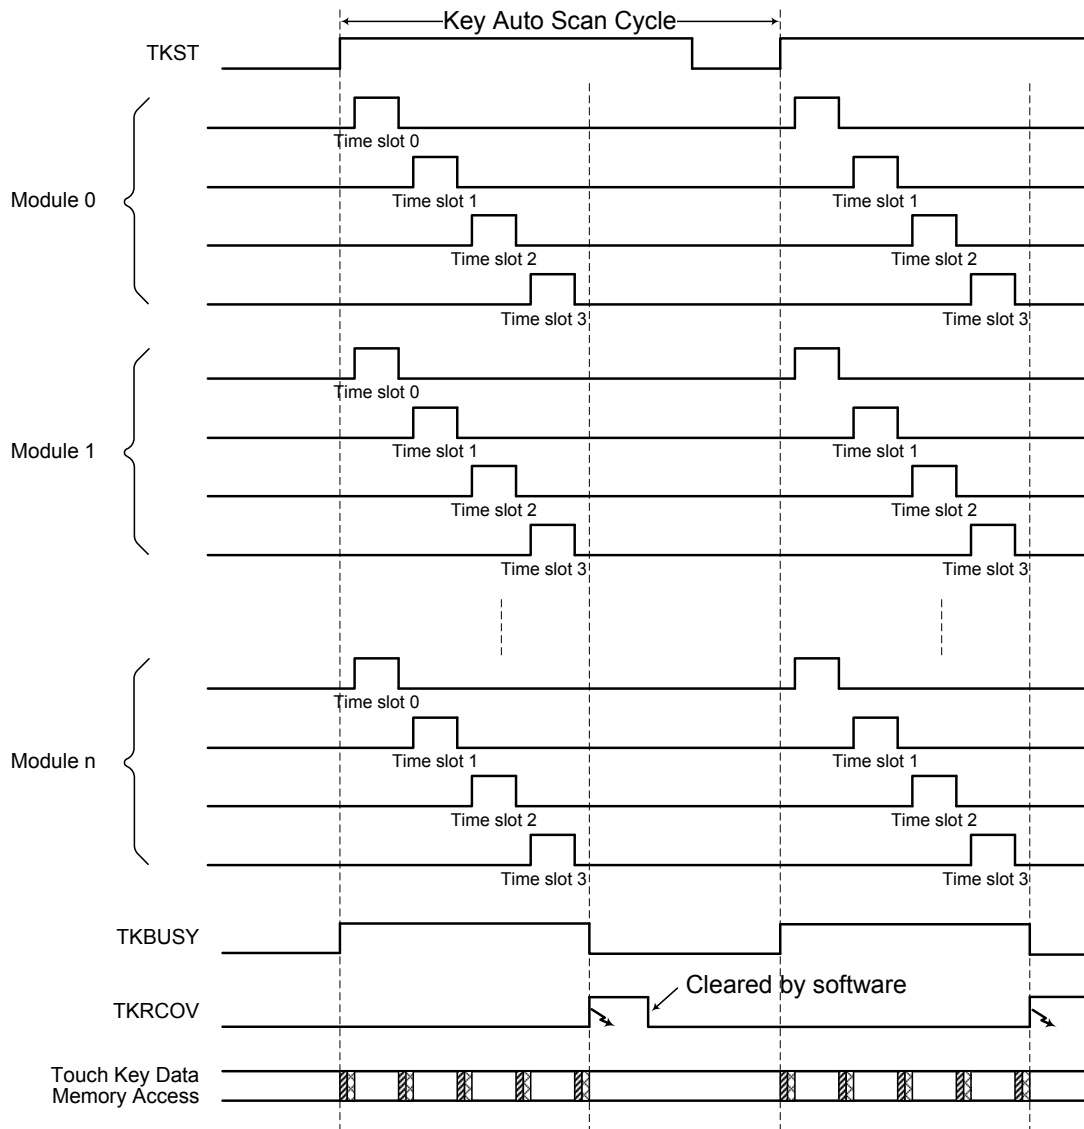 Key Auto Scan Cycle
TKST
Time slot 0
Module 0
Time slot 1
Time slot 1
Time slot 2
Time slot 2
Time slot 3
Time slot 3
Time slot 0
Module 1
Time slot 1
Time slot 1
Time slot 2
Time slot 2
Time slot 3
Time slot 3
Time slot 0
Module n
Time slot 1
Time slot 1
Time slot 2
Time slot 2
Time slot 3
Time slot 3
TKBUSY
Cleared by software
TKRCOV
Touch Key Data
Memory Access